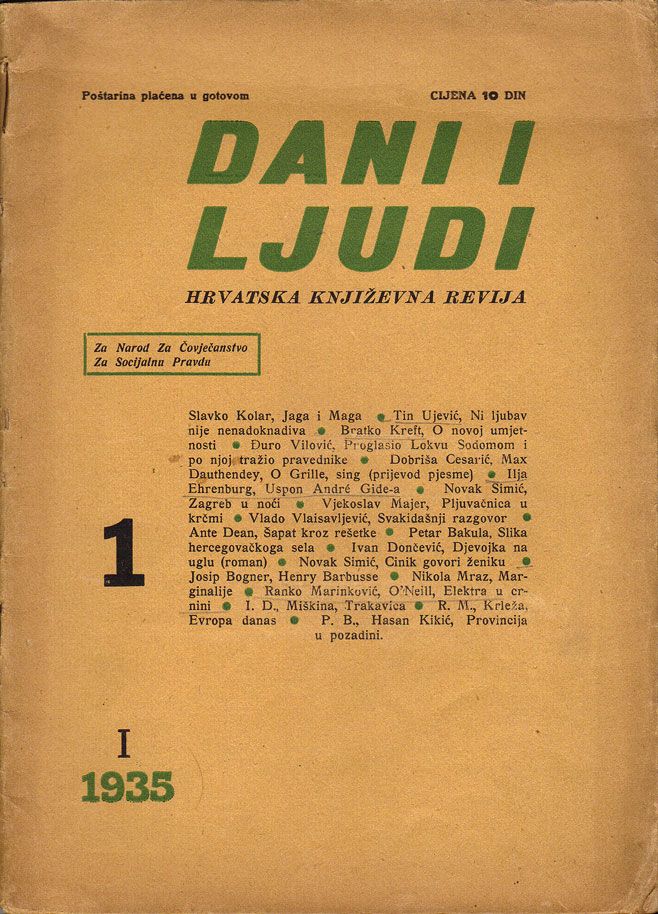 Poštarina plaćena u gotovom
CIJENA 10 DIN
DANI I
LJUDI
HRVATSKA KNJIŽEVNA REVIJA
Za Narod Za Čovječanstvo
Za Socijalnu Pravdu
Slavko Kolar, Jaga i Maga ● Tin Ujević, Ni ljubav
nije nenadoknadiva ● Bratko Kreft, O novoj umjet-
nosti ● Đuro Vilović, Proglasio Lokvu Sodomom i
po njoj tražio pravednike ● Dobriša Cesarić, Max
Dauthendey, O Grille, sing (prijevod pjesme) ● Ilja
Ehrenburg, Uspon André Gide-a ● Novak Simić,
Zagreb u noći ● Vjekoslav Majer, Pljuvačnica u
krčmi ● Vlado Vlaisavljević, Svakidašnji razgovor ●
Ante Dean, Šapat kroz rešetke ● Petar Bakula, Slika
hercegovačkoga sela ● Ivan Dončević, Djevojka na
uglu (roman) ● Novak Simić, Cinik govori ženiku ●
Josip Bogner, Henry Barbusse ● Nikola Mraz, Mar-
ginalije ● Ranko Marinković, O'Neill, Elektra u cr-
nini ● I. D., Miškina, Trakavica ● R. M., Krleža,
Evropa danas ● P. B., Hasan Kikić, Provincija
u pozadini.
1
I
1935